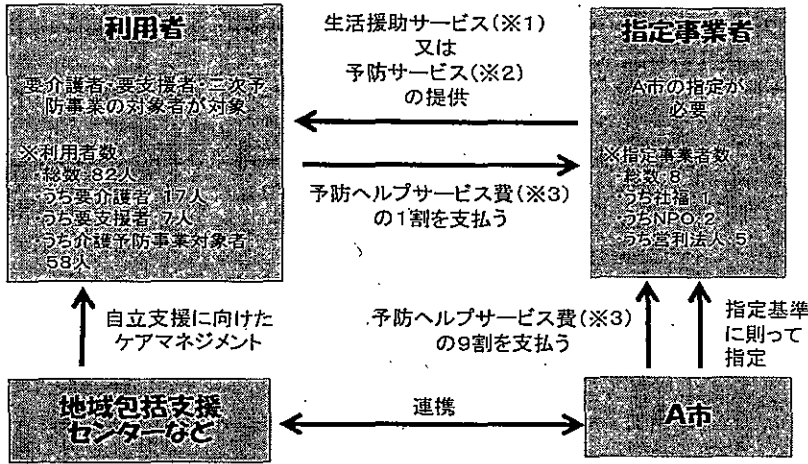 利用者
要介護者・要支援者・二次予
防事業の対象者が対象
※利用者数
・総数:82人
・うち要介護者:17人
・うち要支援者:7人
・うち介護予防事業対象者:
58人
生活援助サービス(※1)
又は
予防サービス(※2)
の提供
予防ヘルプサービス費(※3)
の1割を支払う
指定事業者
A市の指定が
必要
※指定事業者数
・総数:8
・うち社福:1
・うちNPO:2
・うち営利法人:5
自立支援に向けた
ケアマネジメント
予防ヘルプサービス費(※3)
の9割を支払う
指定基準
に則って
指定
地域包括支援
センターなど
連携
A市